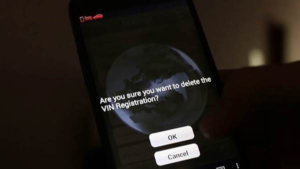 Are you sure you want to delete the
VIN Registration?
OK
Cancel